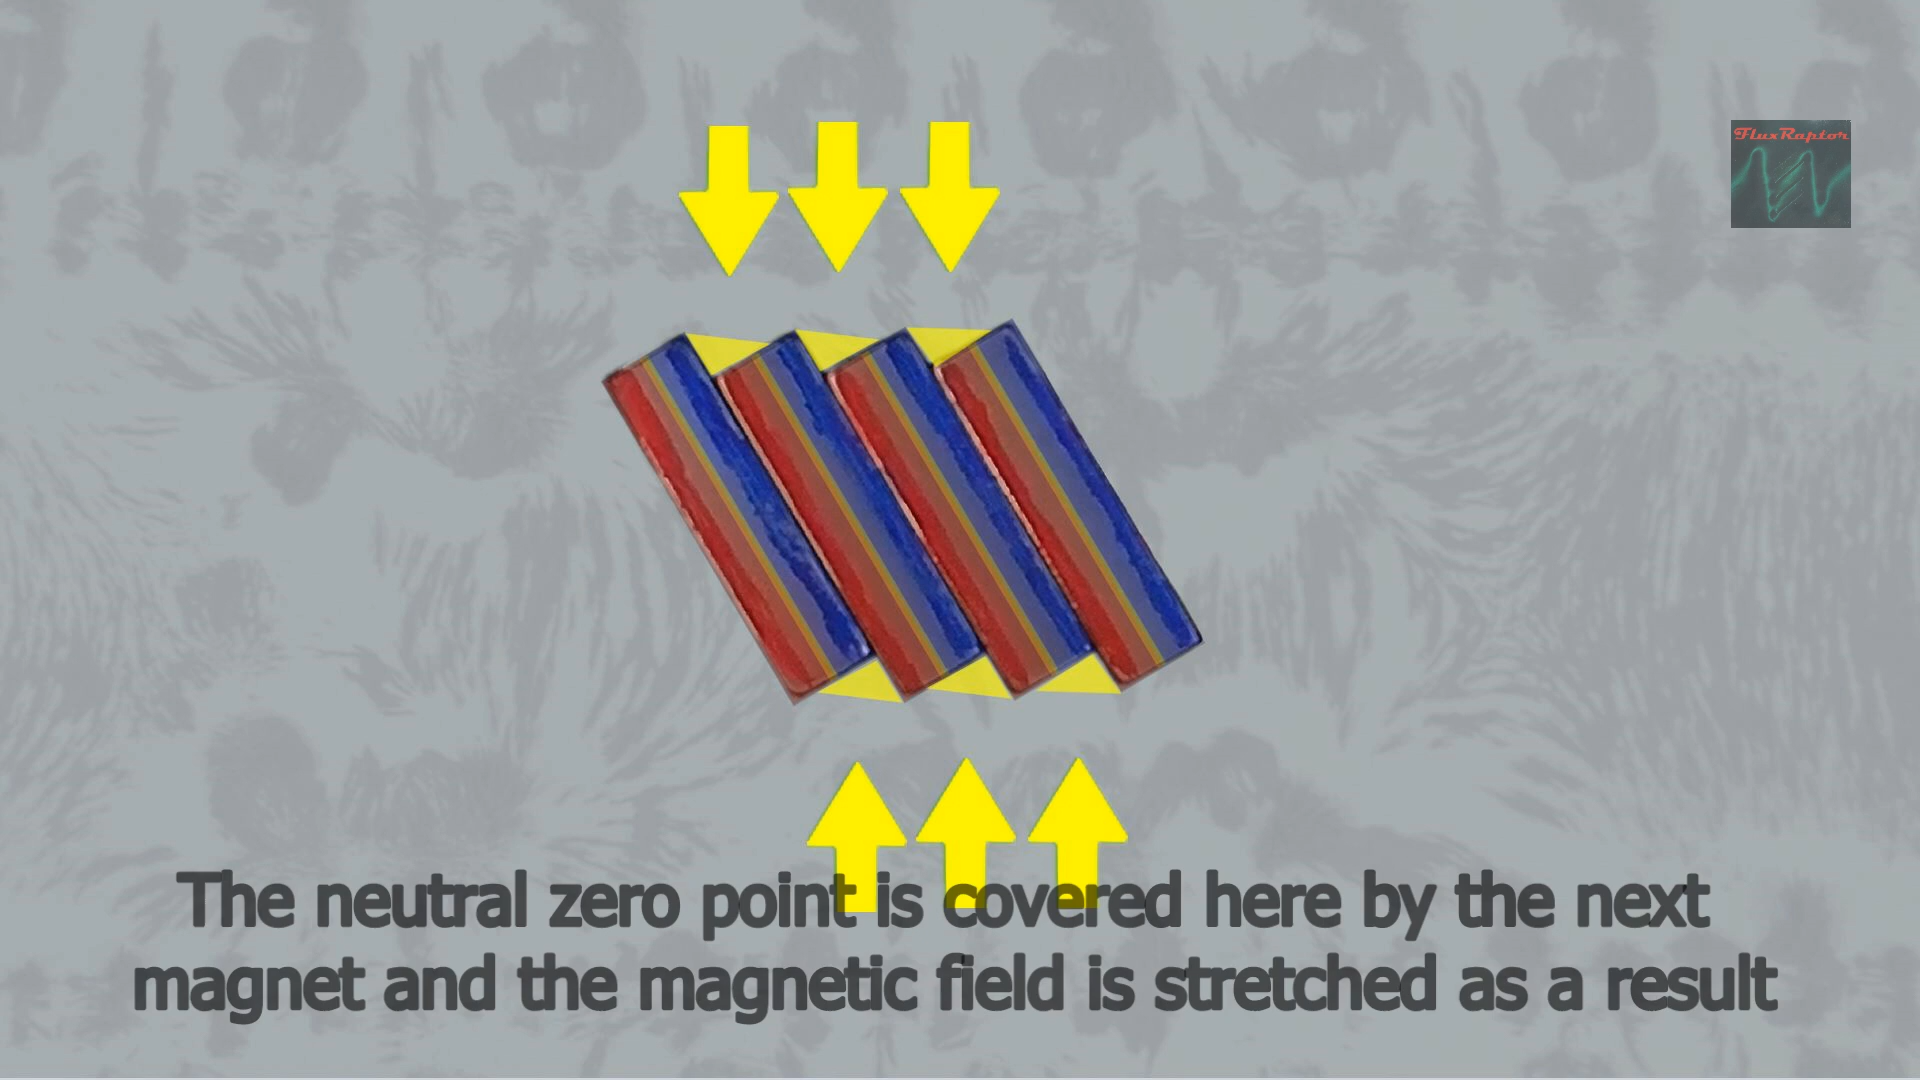 FluxRaptor
The neutral zero point is covered here by the next
magnet and the magnetic field is stretched as a result